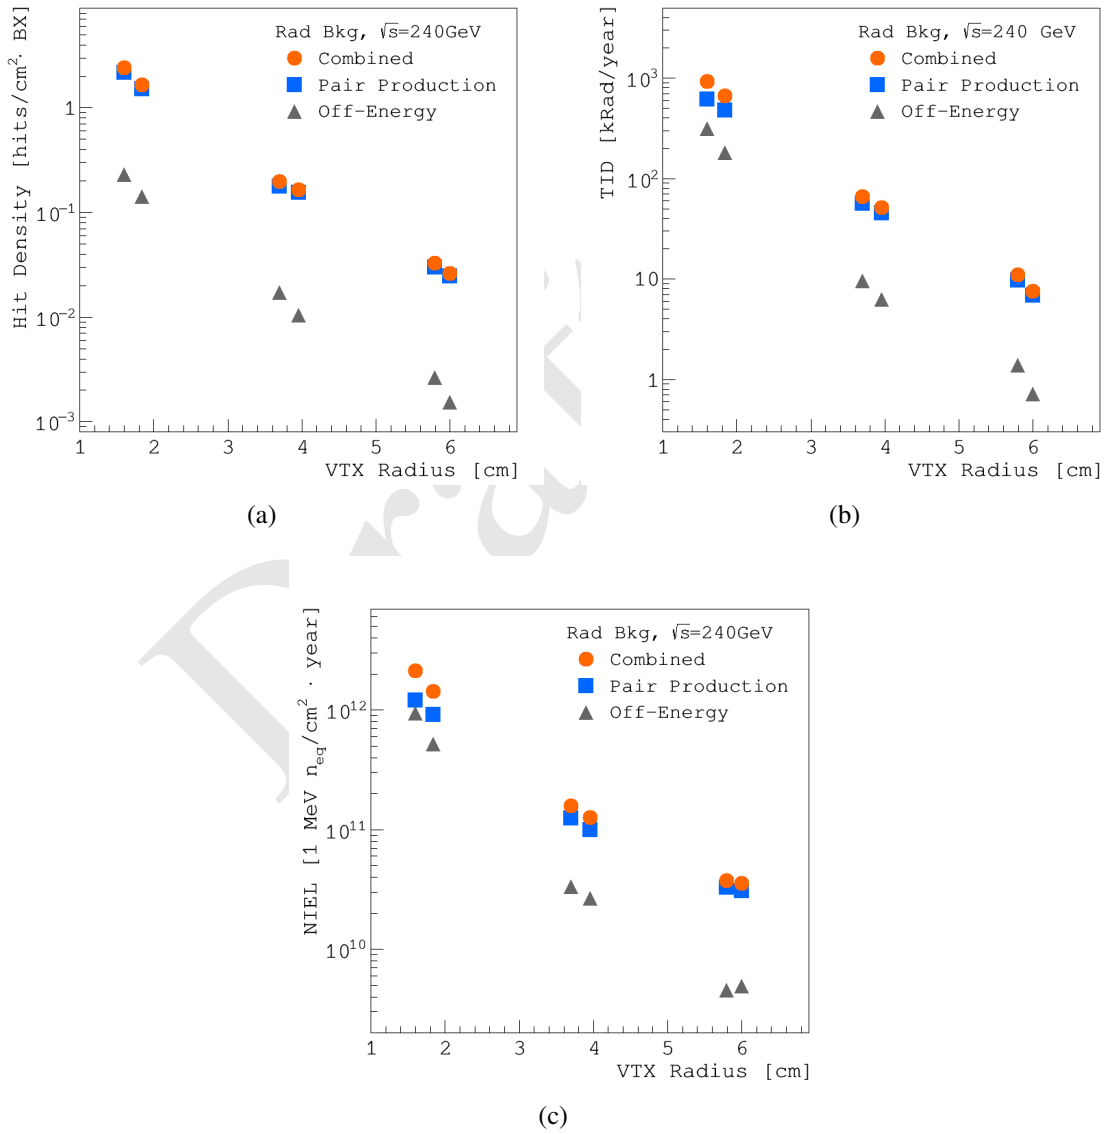 Hit Density [hits/cm²· BX]
Rad Bkg, √s=240GeV
Combined
Pair Production
Off-Energy
1
10⁻¹
10⁻²
10⁻³
1 2 3 4 5 6
VTX Radius [cm]
(a)
TID [kRad/year]
Rad Bkg, √s=240 GeV
Combined
Pair Production
Off-Energy
10³
10²
10
1
1 2 3 4 5 6
VTX Radius [cm]
(b)
NIEL [1 MeV n_eq/cm² · year]
Rad Bkg, √s=240GeV
Combined
Pair Production
Off-Energy
10¹²
10¹¹
10¹⁰
1 2 3 4 5 6
VTX Radius [cm]
(c)